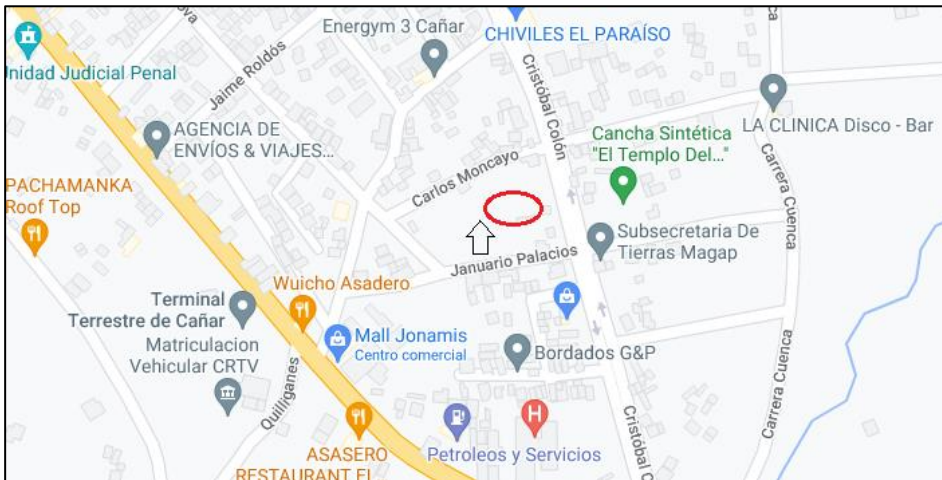 Energym 3 Cañar
CHIVILES EL PARAÍSO
Unidad Judicial Penal
Jaime Roldós
Cristóbal Colón
AGENCIA DE
ENVÍOS & VIAJES...
Carlos Moncayo
Cancha Sintética
"El Templo Del..."
LA CLINICA Disco - Bar
Carrera Cuenca
PACHAMANKA
Roof Top
Januario Palacios
Subsecretaria De
Tierras Magap
Wuicho Asadero
Terminal
Terrestre de Cañar
Matriculacion
Vehicular CRTV
Mall Jonamis
Centro comercial
Bordados G&P
Quilliganes
Carrera Cuenca
H
Cristóbal C
Petroleos y Servicios
ASASERO
RESTAURANT EL